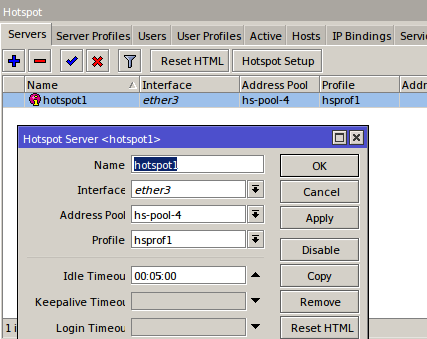 Hotspot
Servers Server Profiles Users User Profiles Active Hosts IP Bindings Servic
Reset HTML Hotspot Setup
Name Interface Address Pool Profile Addr
hotspot1 ether3 hs-pool-4 hsprof1
Hotspot Server <hotspot1>
Name hotspot1 OK
Interface ether3 Cancel
Address Pool hs-pool-4 Apply
Profile hsprof1
Disable
Idle Timeou 00:05:00 Copy
Keepalive Timeou Remove
1 i Login Timeou Reset HTML